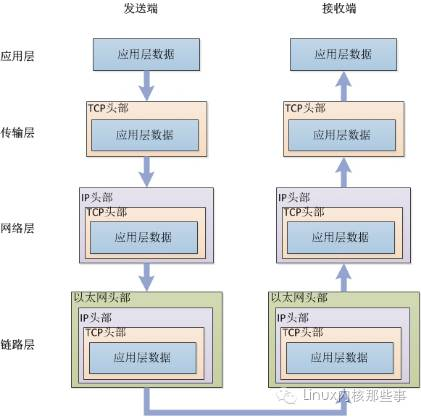 发送端 接收端
应用层 应用层数据 应用层数据
TCP头部 TCP头部
传输层 应用层数据 应用层数据
IP头部 IP头部
TCP头部 TCP头部
网络层 应用层数据 应用层数据
以太网头部 以太网头部
IP头部 IP头部
TCP头部 TCP头部
链路层 应用层数据 应用层数据
Linux内核那些事